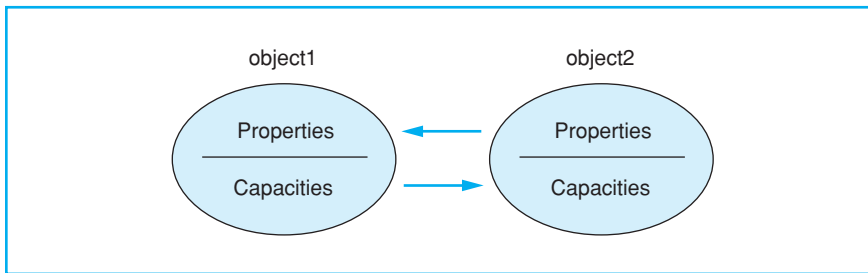 object1
object2
Properties
Properties
Capacities
Capacities